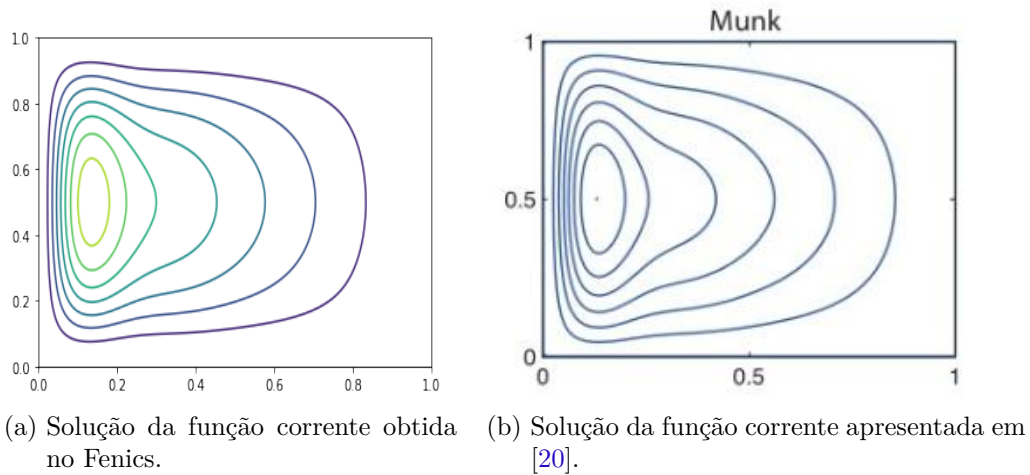 1.0
0.8
0.6
0.4
0.2
0.0
0.0 0.2 0.4 0.6 0.8 1.0
Munk
1
0.5
0
0 0.5 1
(a) Solução da função corrente obtida
no Fenics.
(b) Solução da função corrente apresentada em
[20].